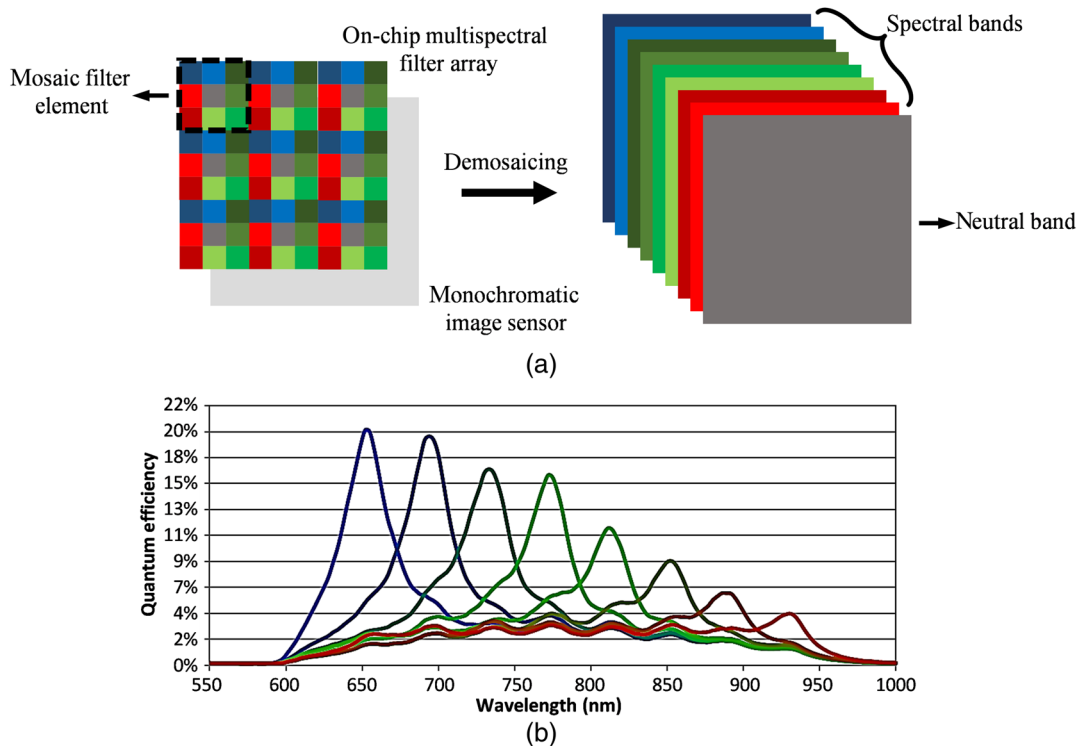 On-chip multispectral
filter array
Mosaic filter
element
Demosaicing
Monochromatic
image sensor
Spectral bands
Neutral band
(a)
Quantum efficiency
22%
20%
18%
15%
13%
11%
9%
7%
4%
2%
0%
550 600 650 700 750 800 850 900 950 1000
Wavelength (nm)
(b)